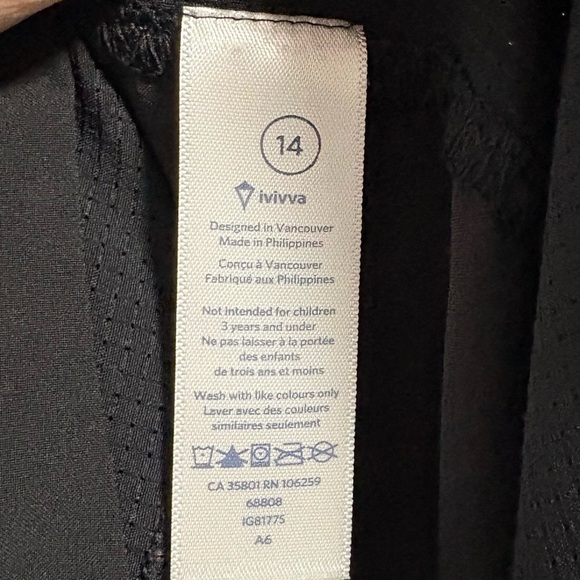 14
ivivva
Designed in Vancouver
Made in Philippines
Conçu à Vancouver
Fabriqué aux Philippines
Not intended for children
3 years and under
Ne pas laisser à la portée
des enfants
de trois ans et moins
Wash with like colours only
Laver avec des couleurs
similaires seulement
CA 35801 RN 106259
68808
IG8177S
A6